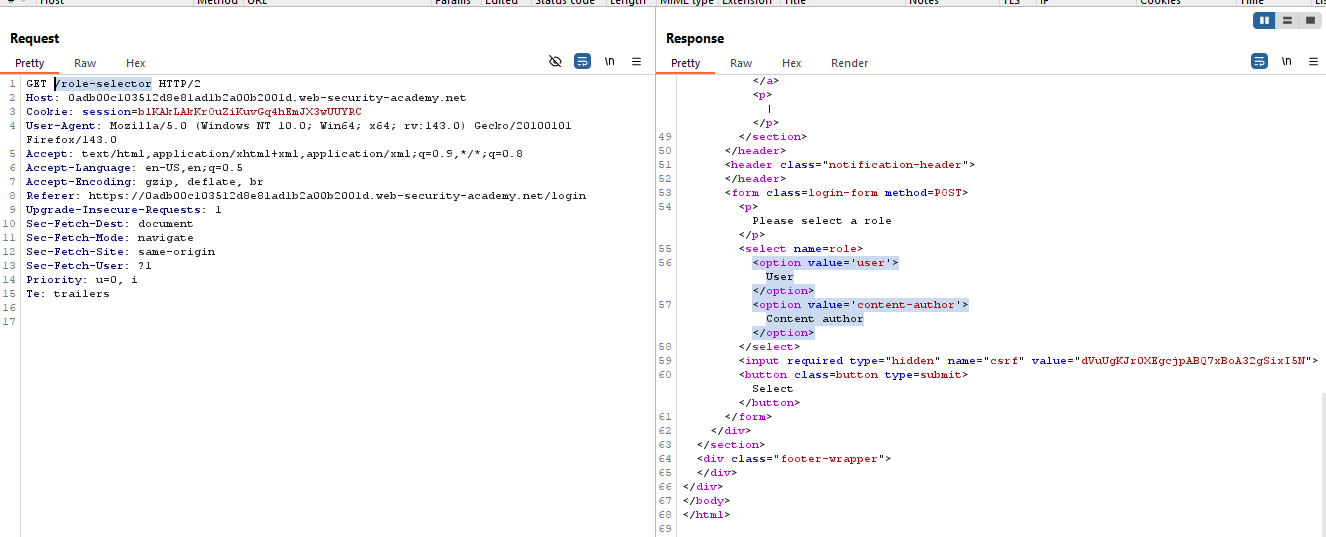 Host Method URL Params Edited Status code Length MIME type Extension Title Notes TLS IP Cookies Time
Request
Pretty Raw Hex
\n
1 GET /role-selector HTTP/2
2 Host: 0adb00c103512d8e81ad1b2a00b2001d.web-security-academy.net
3 Cookie: session=
4 User-Agent: Mozilla/5.0 (Windows NT 10.0; Win64; x64; rv:143.0) Gecko/20100101
Firefox/143.0
5 Accept: text/html,application/xhtml+xml,application/xml;q=0.9,*/*;q=0.8
6 Accept-Language: en-US,en;q=0.5
7 Accept-Encoding: gzip, deflate, br
8 Referer: https://0adb00c103512d8e81ad1b2a00b2001d.web-security-academy.net/login
9 Upgrade-Insecure-Requests: 1
10 Sec-Fetch-Dest: document
11 Sec-Fetch-Mode: navigate
12 Sec-Fetch-Site: same-origin
13 Sec-Fetch-User: ?1
14 Priority: u=0, i
15 Te: trailers
16
17
Response
Pretty Raw Hex Render
\n
</a>
<p>
|
</p>
49 </section>
50 </header>
51 <header class="notification-header">
52 </header>
53 <form class=login-form method=POST>
54 <p>
Please select a role
</p>
55 <select name=role>
56 <option value='user'>
User
</option>
57 <option value='content-author'>
Content author
</option>
58 </select>
59 <input required type="hidden" name="csrf" value="">
60 <button class=button type=submit>
Select
</button>
61 </form>
62 </div>
63 </section>
64 <div class="footer-wrapper">
65 </div>
66 </div>
67 </body>
68 </html>
69